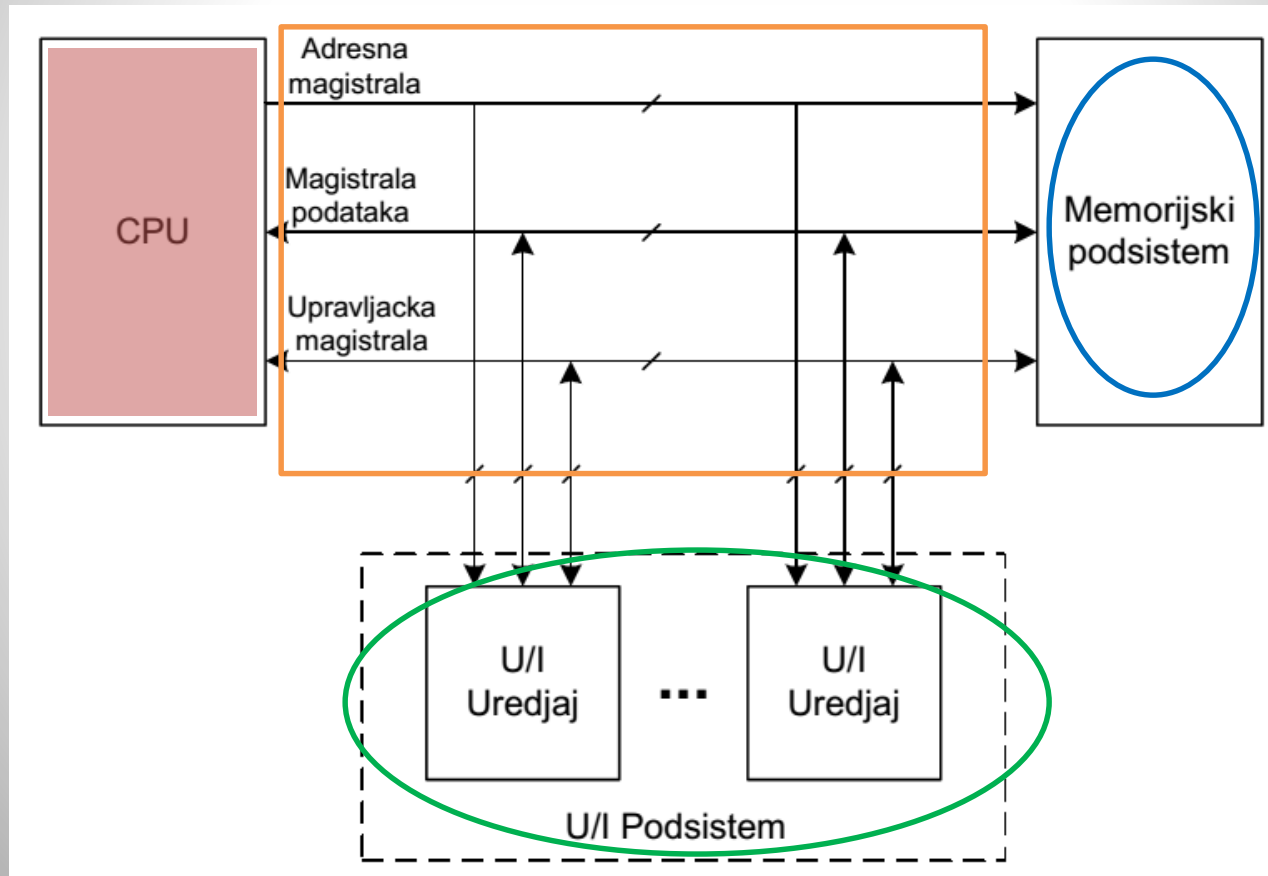 Adresna
magistrala
Magistrala
podataka
CPU
Memorijski
podsistem
Upravljacka
magistrala
U/I
Uredjaj
...
U/I
Uredjaj
U/I Podsistem